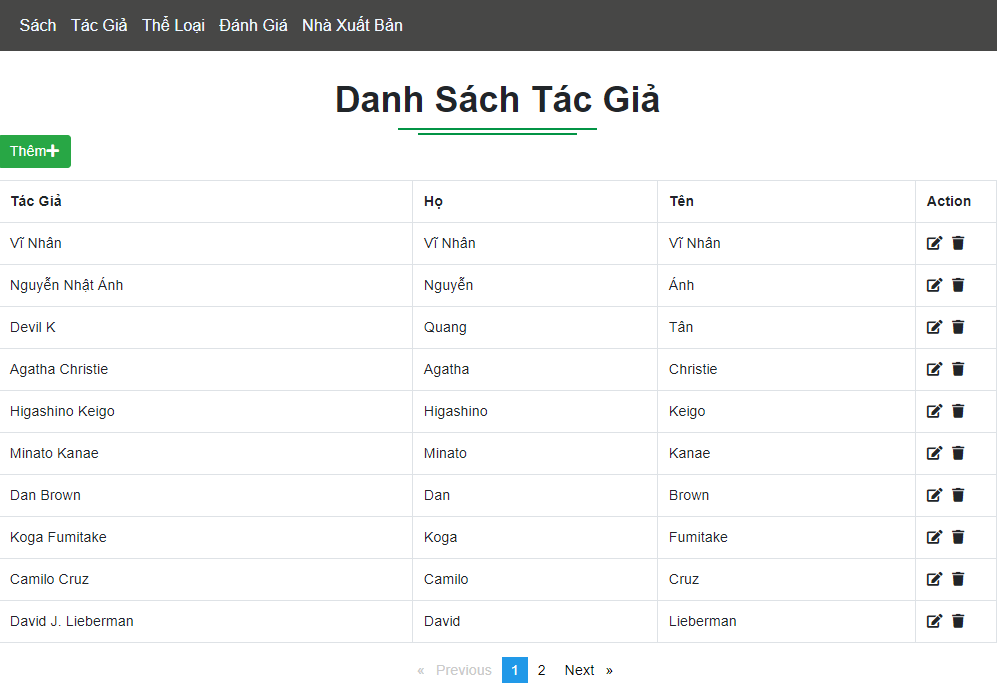 Sách Tác Giả Thể Loại Đánh Giá Nhà Xuất Bản
Danh Sách Tác Giả
Thêm+
Tác Giả Họ Tên Action
Vĩ Nhân Vĩ Nhân Vĩ Nhân
Nguyễn Nhật Ánh Nguyễn Ánh
Devil K Quang Tân
Agatha Christie Agatha Christie
Higashino Keigo Higashino Keigo
Minato Kanae Minato Kanae
Dan Brown Dan Brown
Koga Fumitake Koga Fumitake
Camilo Cruz Camilo Cruz
David J. Lieberman David Lieberman
« Previous 1 2 Next »